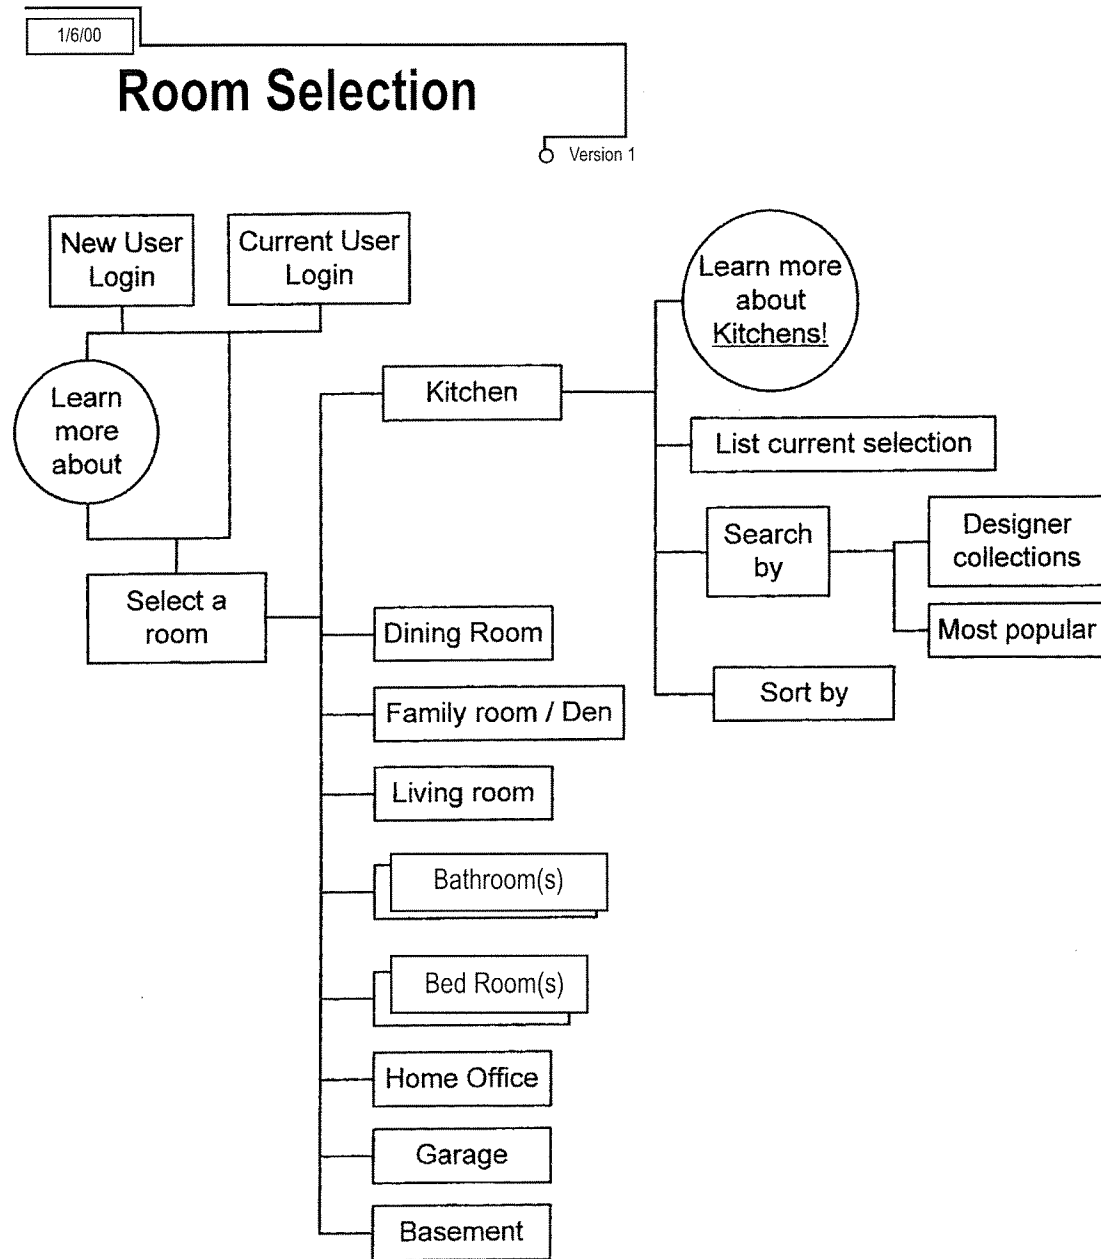 1/6/00
Room Selection
Version 1
New User
Login
Current User
Login
Learn
more
about
Select a
room
Kitchen
Dining Room
Family room / Den
Living room
Bathroom(s)
Bed Room(s)
Home Office
Garage
Basement
Learn more
about
Kitchens!
List current selection
Search
by
Designer
collections
Most popular
Sort by